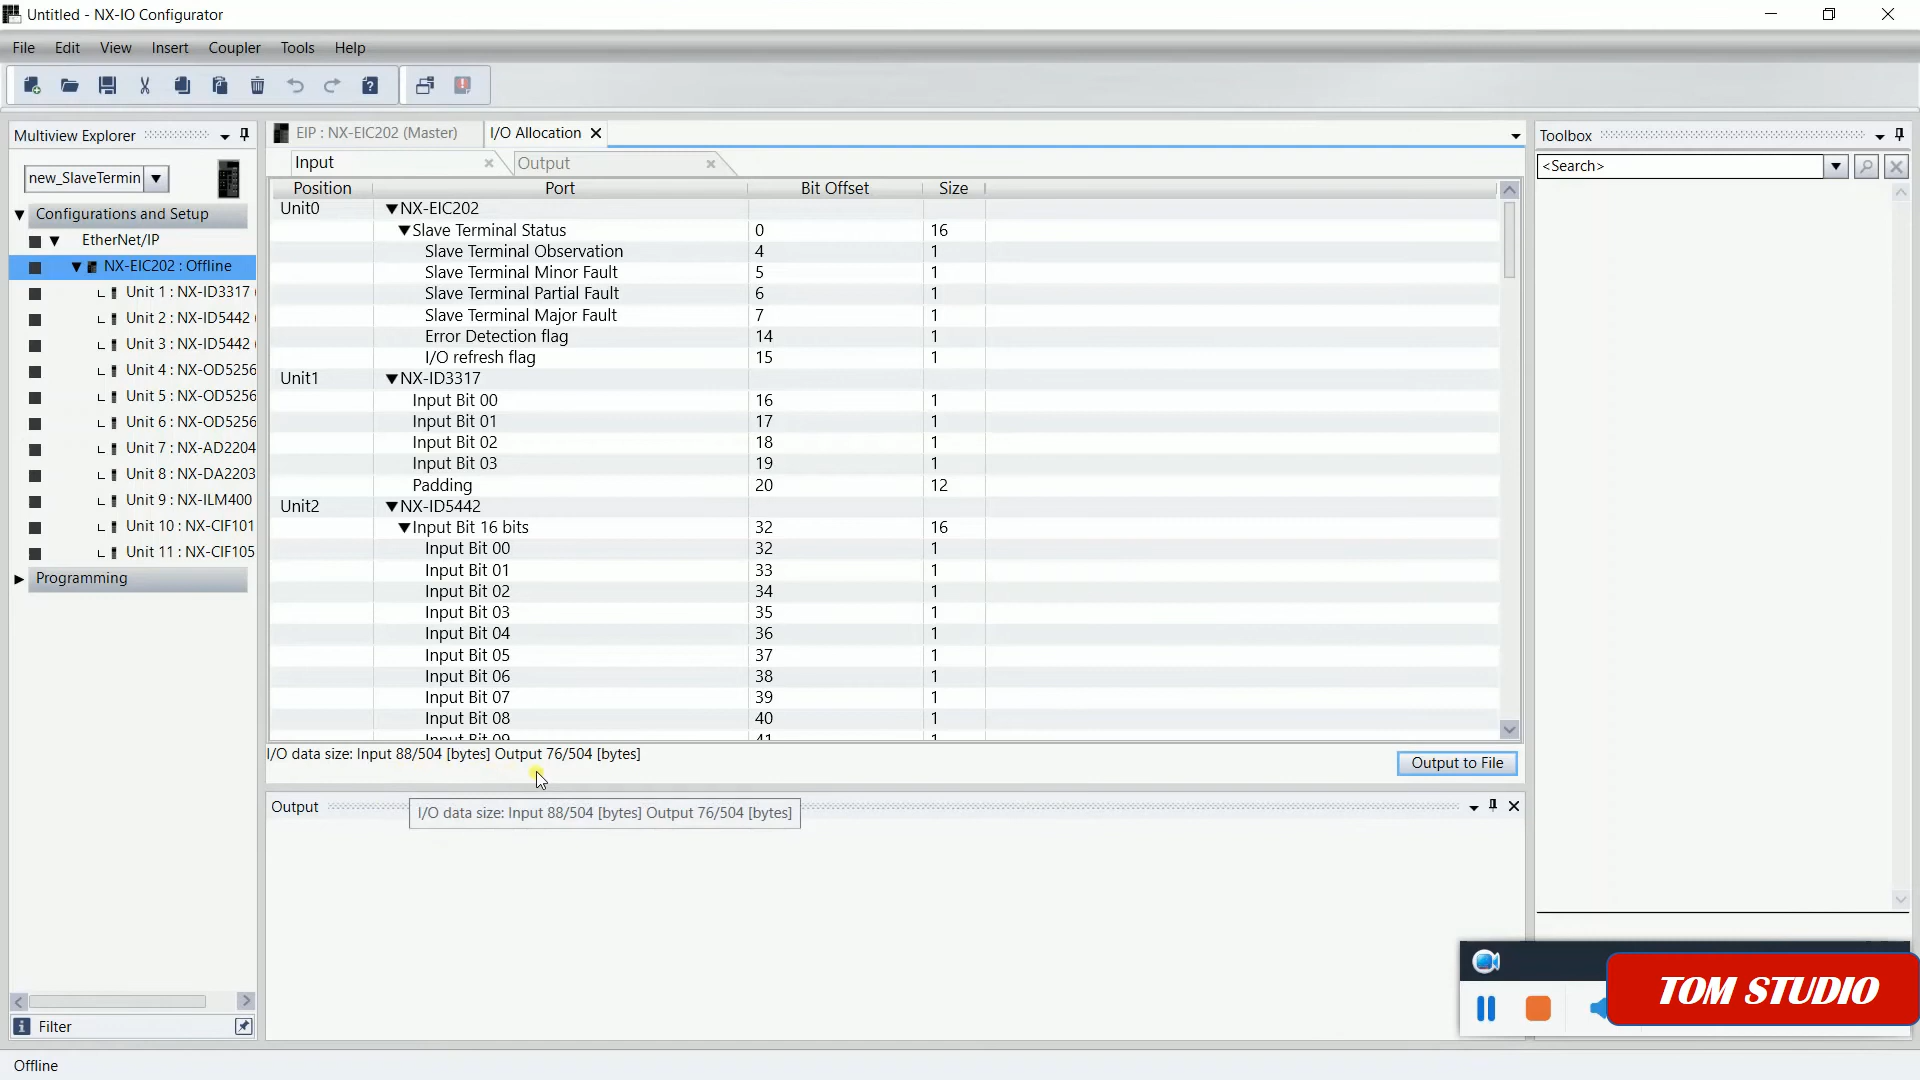 Untitled - NX-IO Configurator
File Edit View Insert Coupler Tools Help
Multiview Explorer
new_SlaveTermin
Configurations and Setup
EtherNet/IP
NX-EIC202 : Offline
Unit 1 : NX-ID3317 (
Unit 2 : NX-ID5442 (
Unit 3 : NX-ID5442 (
Unit 4 : NX-OD5256
Unit 5 : NX-OD5256
Unit 6 : NX-OD5256
Unit 7 : NX-AD2204
Unit 8 : NX-DA2203
Unit 9 : NX-ILM400
Unit 10 : NX-CIF101
Unit 11 : NX-CIF105
Programming
Filter
Offline
EIP : NX-EIC202 (Master) I/O Allocation
Input Output
Position Port Bit Offset Size
Unit0 NX-EIC202
Slave Terminal Status 0 16
Slave Terminal Observation 4 1
Slave Terminal Minor Fault 5 1
Slave Terminal Partial Fault 6 1
Slave Terminal Major Fault 7 1
Error Detection flag 14 1
I/O refresh flag 15 1
Unit1 NX-ID3317
Input Bit 00 16 1
Input Bit 01 17 1
Input Bit 02 18 1
Input Bit 03 19 1
Padding 20 12
Unit2 NX-ID5442
Input Bit 16 bits 32 16
Input Bit 00 32 1
Input Bit 01 33 1
Input Bit 02 34 1
Input Bit 03 35 1
Input Bit 04 36 1
Input Bit 05 37 1
Input Bit 06 38 1
Input Bit 07 39 1
Input Bit 08 40 1
Input Bit 09 41 1
I/O data size: Input 88/504 [bytes] Output 76/504 [bytes]
Output to File
Output
I/O data size: Input 88/504 [bytes] Output 76/504 [bytes]
Toolbox
<Search>
TOM STUDIO